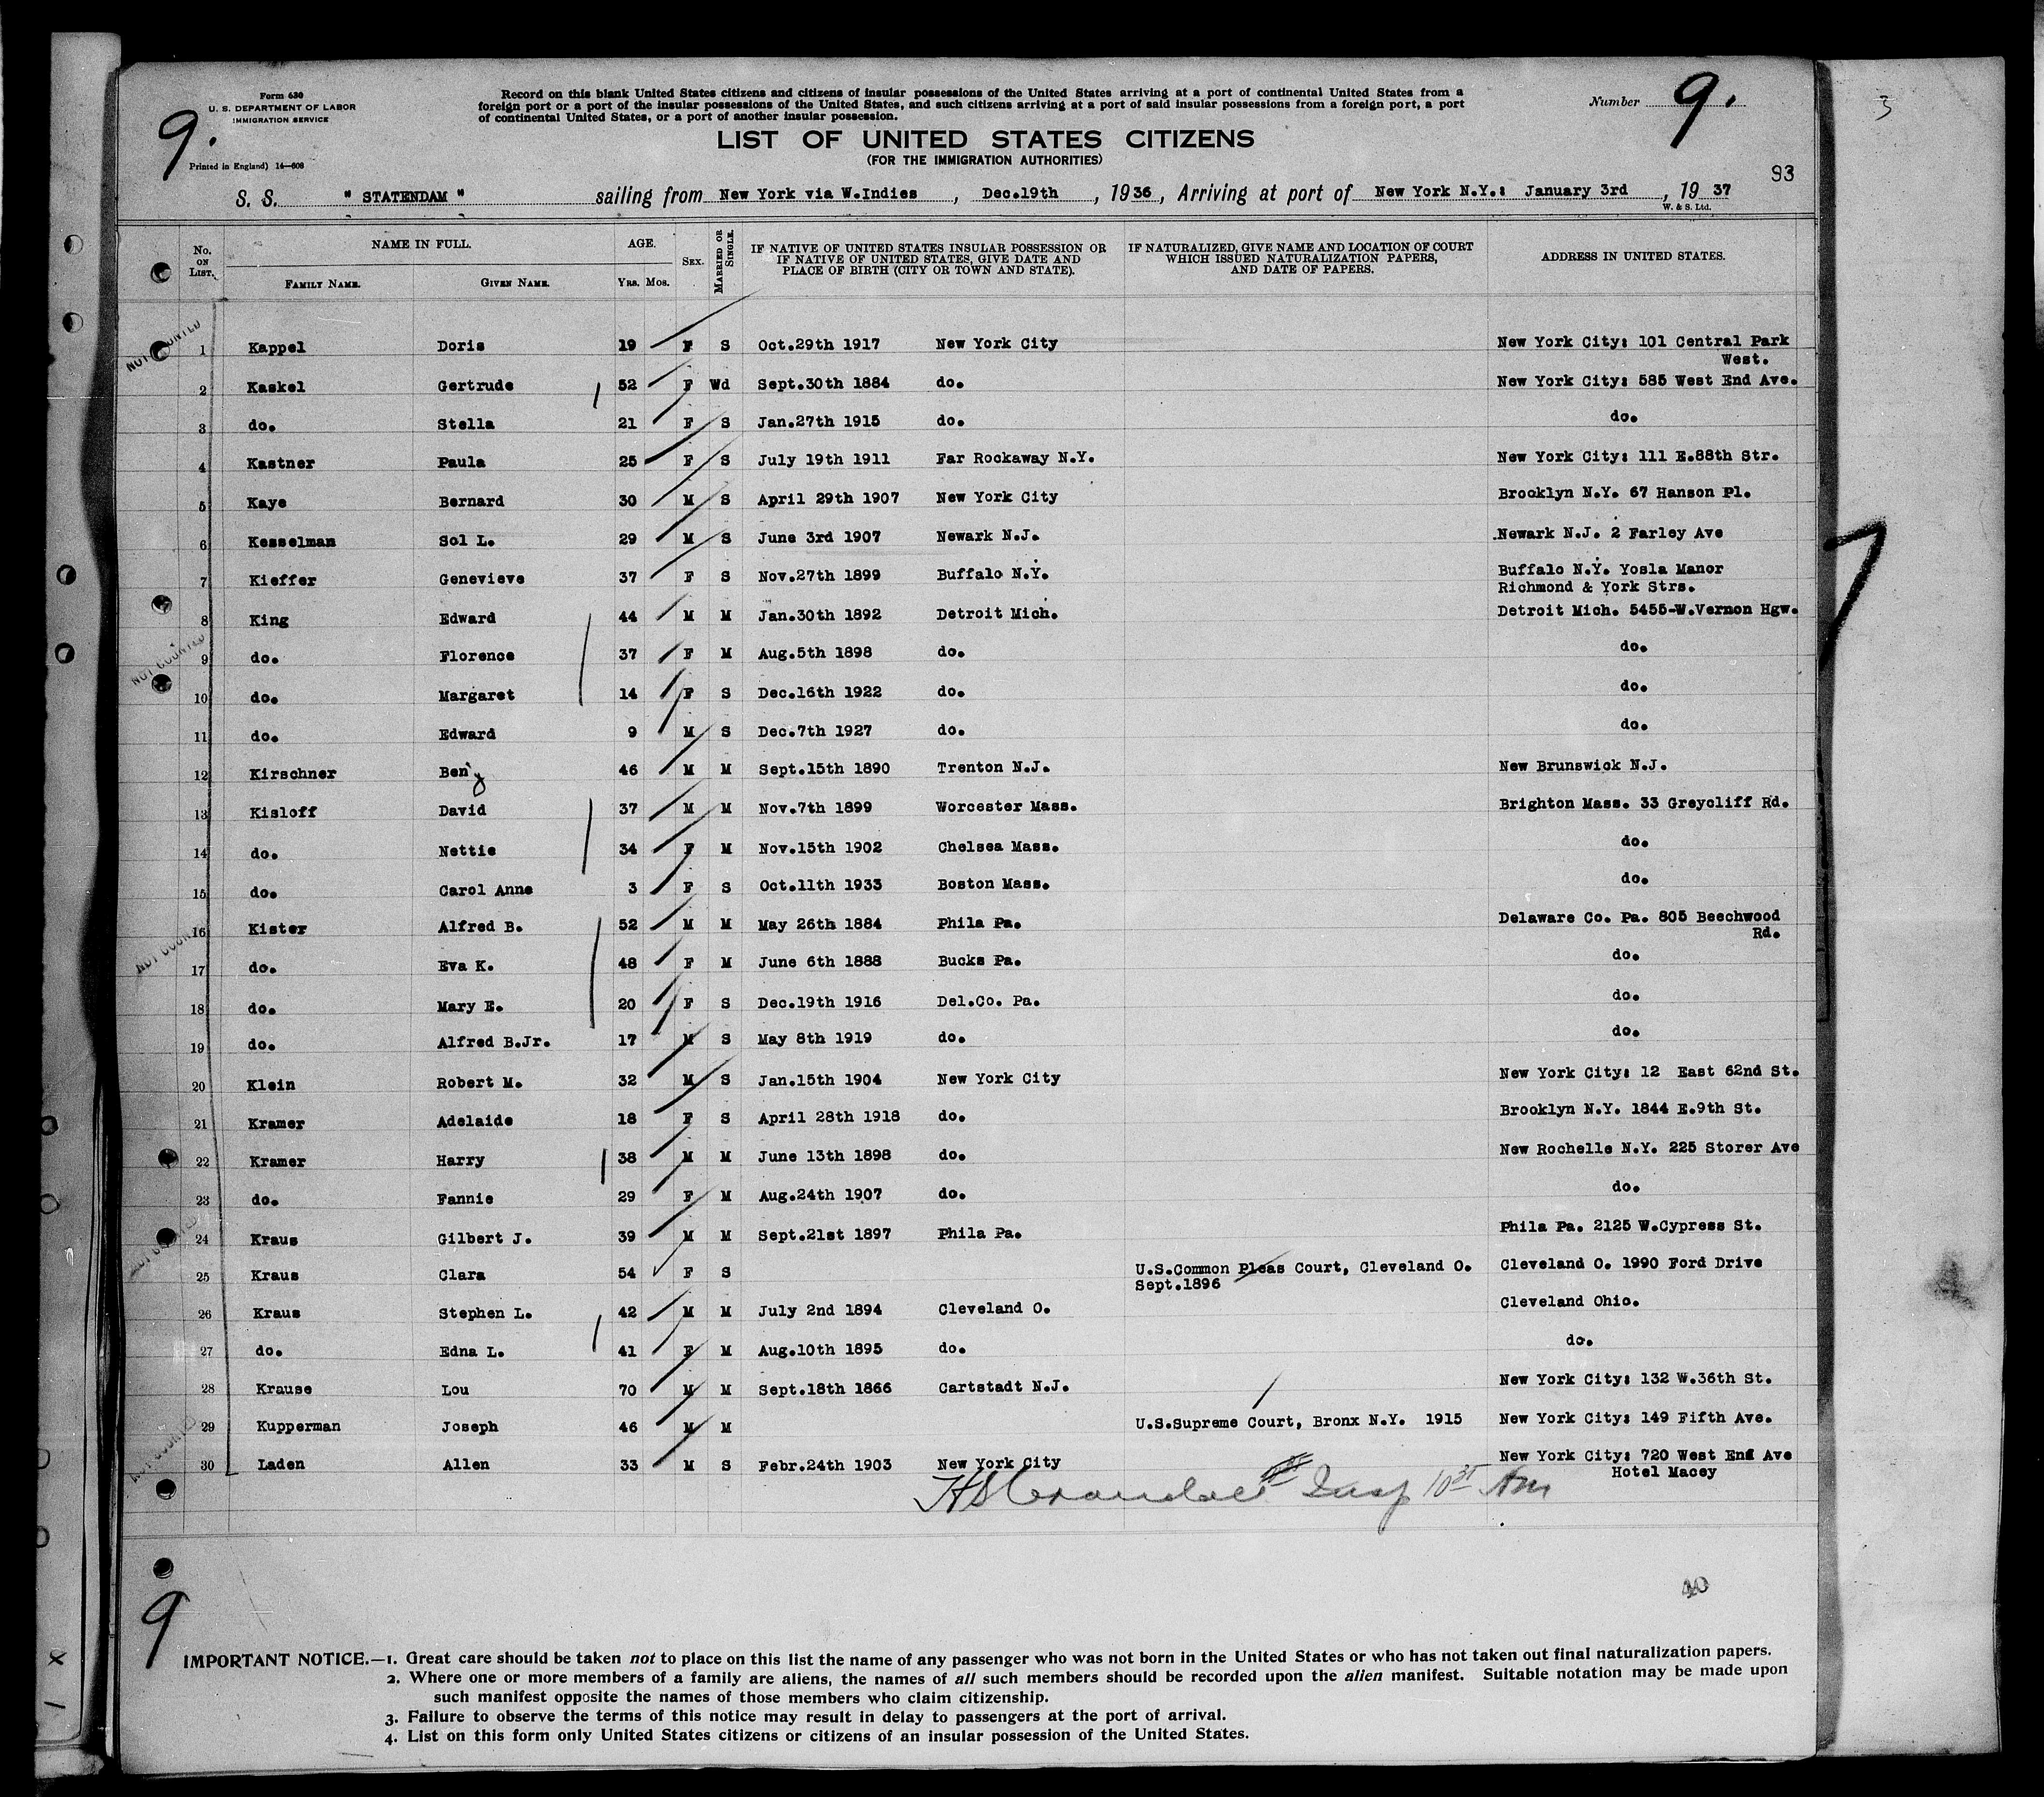 Form 630
U. S. DEPARTMENT OF LABOR
IMMIGRATION SERVICE
9.
Printed in England) 14—608
Record on this blank United States citizens and citizens of insular possessions of the United States arriving at a port of continental United States from a
foreign port or a port of the insular possessions of the United States, and such citizens arriving at a port of said insular possessions from a foreign port, a port
of continental United States, or a port of another insular possession.
LIST OF UNITED STATES CITIZENS
(FOR THE IMMIGRATION AUTHORITIES)
Number 9.
3
93
S. S. " STATENDAM " sailing from New York via W.Indies , Dec.19th , 1936 , Arriving at port of New York N.Y.: January 3rd , 19 37
W. & S. Ltd.
No. ON LIST. NAME IN FULL. FAMILY NAME. GIVEN NAME. AGE. YRS. MOS. SEX. MARRIED OR SINGLE. IF NATIVE OF UNITED STATES INSULAR POSSESSION OR IF NATIVE OF UNITED STATES, GIVE DATE AND PLACE OF BIRTH (CITY OR TOWN AND STATE). IF NATURALIZED, GIVE NAME AND LOCATION OF COURT WHICH ISSUED NATURALIZATION PAPERS, AND DATE OF PAPERS. ADDRESS IN UNITED STATES.
NOT COUNTED
1 Kappel Doris 19 F S Oct.29th 1917 New York City New York City: 101 Central Park
West.
2 Kaskel Gertrude 52 F Wd Sept.30th 1884 do. New York City: 585 West End Ave.
3 do. Stella 21 F S Jan.27th 1915 do. do.
4 Kastner Paula 25 F S July 19th 1911 Far Rockaway N.Y. New York City: 111 E.88th Str.
5 Kaye Bernard 30 M S April 29th 1907 New York City Brooklyn N.Y. 67 Hanson Pl.
6 Kesselman Sol L. 29 M S June 3rd 1907 Newark N.J. Newark N.J. 2 Farley Ave
7 Kieffer Genevieve 37 F S Nov.27th 1899 Buffalo N.Y. Buffalo N.Y. Yosla Manor
Richmond & York Strs.
8 King Edward 44 M M Jan.30th 1892 Detroit Mich. Detroit Mich. 5455-W.Vernon Hgw.
NOT COUNTED
9 do. Florence 37 F M Aug.5th 1898 do. do.
10 do. Margaret 14 F S Dec.16th 1922 do. do.
11 do. Edward 9 M S Dec.7th 1927 do. do.
12 Kirschner Benj 46 M M Sept.15th 1890 Trenton N.J. New Brunswick N.J.
13 Kisloff David 37 M M Nov.7th 1899 Worcester Mass. Brighton Mass. 33 Greycliff Rd.
14 do. Nettie 34 F M Nov.15th 1902 Chelsea Mass. do.
15 do. Carol Anne 3 F S Oct.11th 1933 Boston Mass. do.
16 Kister Alfred B. 52 M M May 26th 1884 Phila Pa. Delaware Co. Pa. 805 Beechwood
Rd.
17 do. Eva K. 48 F M June 6th 1888 Bucks Pa. do.
18 do. Mary E. 20 F S Dec.19th 1916 Del.Co. Pa. do.
19 do. Alfred B.Jr. 17 M S May 8th 1919 do. do.
20 Klein Robert M. 32 M S Jan.15th 1904 New York City New York City: 12 East 62nd St.
21 Kramer Adelaide 18 F S April 28th 1918 do. Brooklyn N.Y. 1844 E.9th St.
22 Kramer Harry 38 M M June 13th 1898 do. New Rochelle N.Y. 225 Storer Ave
23 do. Fannie 29 F M Aug.24th 1907 do. do.
24 Kraus Gilbert J. 39 M M Sept.21st 1897 Phila Pa. Phila Pa. 2125 W.Cypress St.
25 Kraus Clara 54 F S U.S.Common Pleas Court, Cleveland O. Cleveland O. 1990 Ford Drive
Sept.1896
26 Kraus Stephen L. 42 M M July 2nd 1894 Cleveland O. Cleveland Ohio.
27 do. Edna L. 41 F M Aug.10th 1895 do. do.
28 Krause Lou 70 M M Sept.18th 1866 Cartstadt N.J. New York City: 132 W.36th St.
29 Kupperman Joseph 46 M M U.S.Supreme Court, Bronx N.Y. 1915 New York City: 149 Fifth Ave.
30 Laden Allen 33 M S Febr.24th 1903 New York City New York City: 720 West End Ave
Hotel Macey
Insp 10 35 Am
40
9
IMPORTANT NOTICE.—1. Great care should be taken not to place on this list the name of any passenger who was not born in the United States or who has not taken out final naturalization papers.
2. Where one or more members of a family are aliens, the names of all such members should be recorded upon the alien manifest. Suitable notation may be made upon
such manifest opposite the names of those members who claim citizenship.
3. Failure to observe the terms of this notice may result in delay to passengers at the port of arrival.
4. List on this form only United States citizens or citizens of an insular possession of the United States.